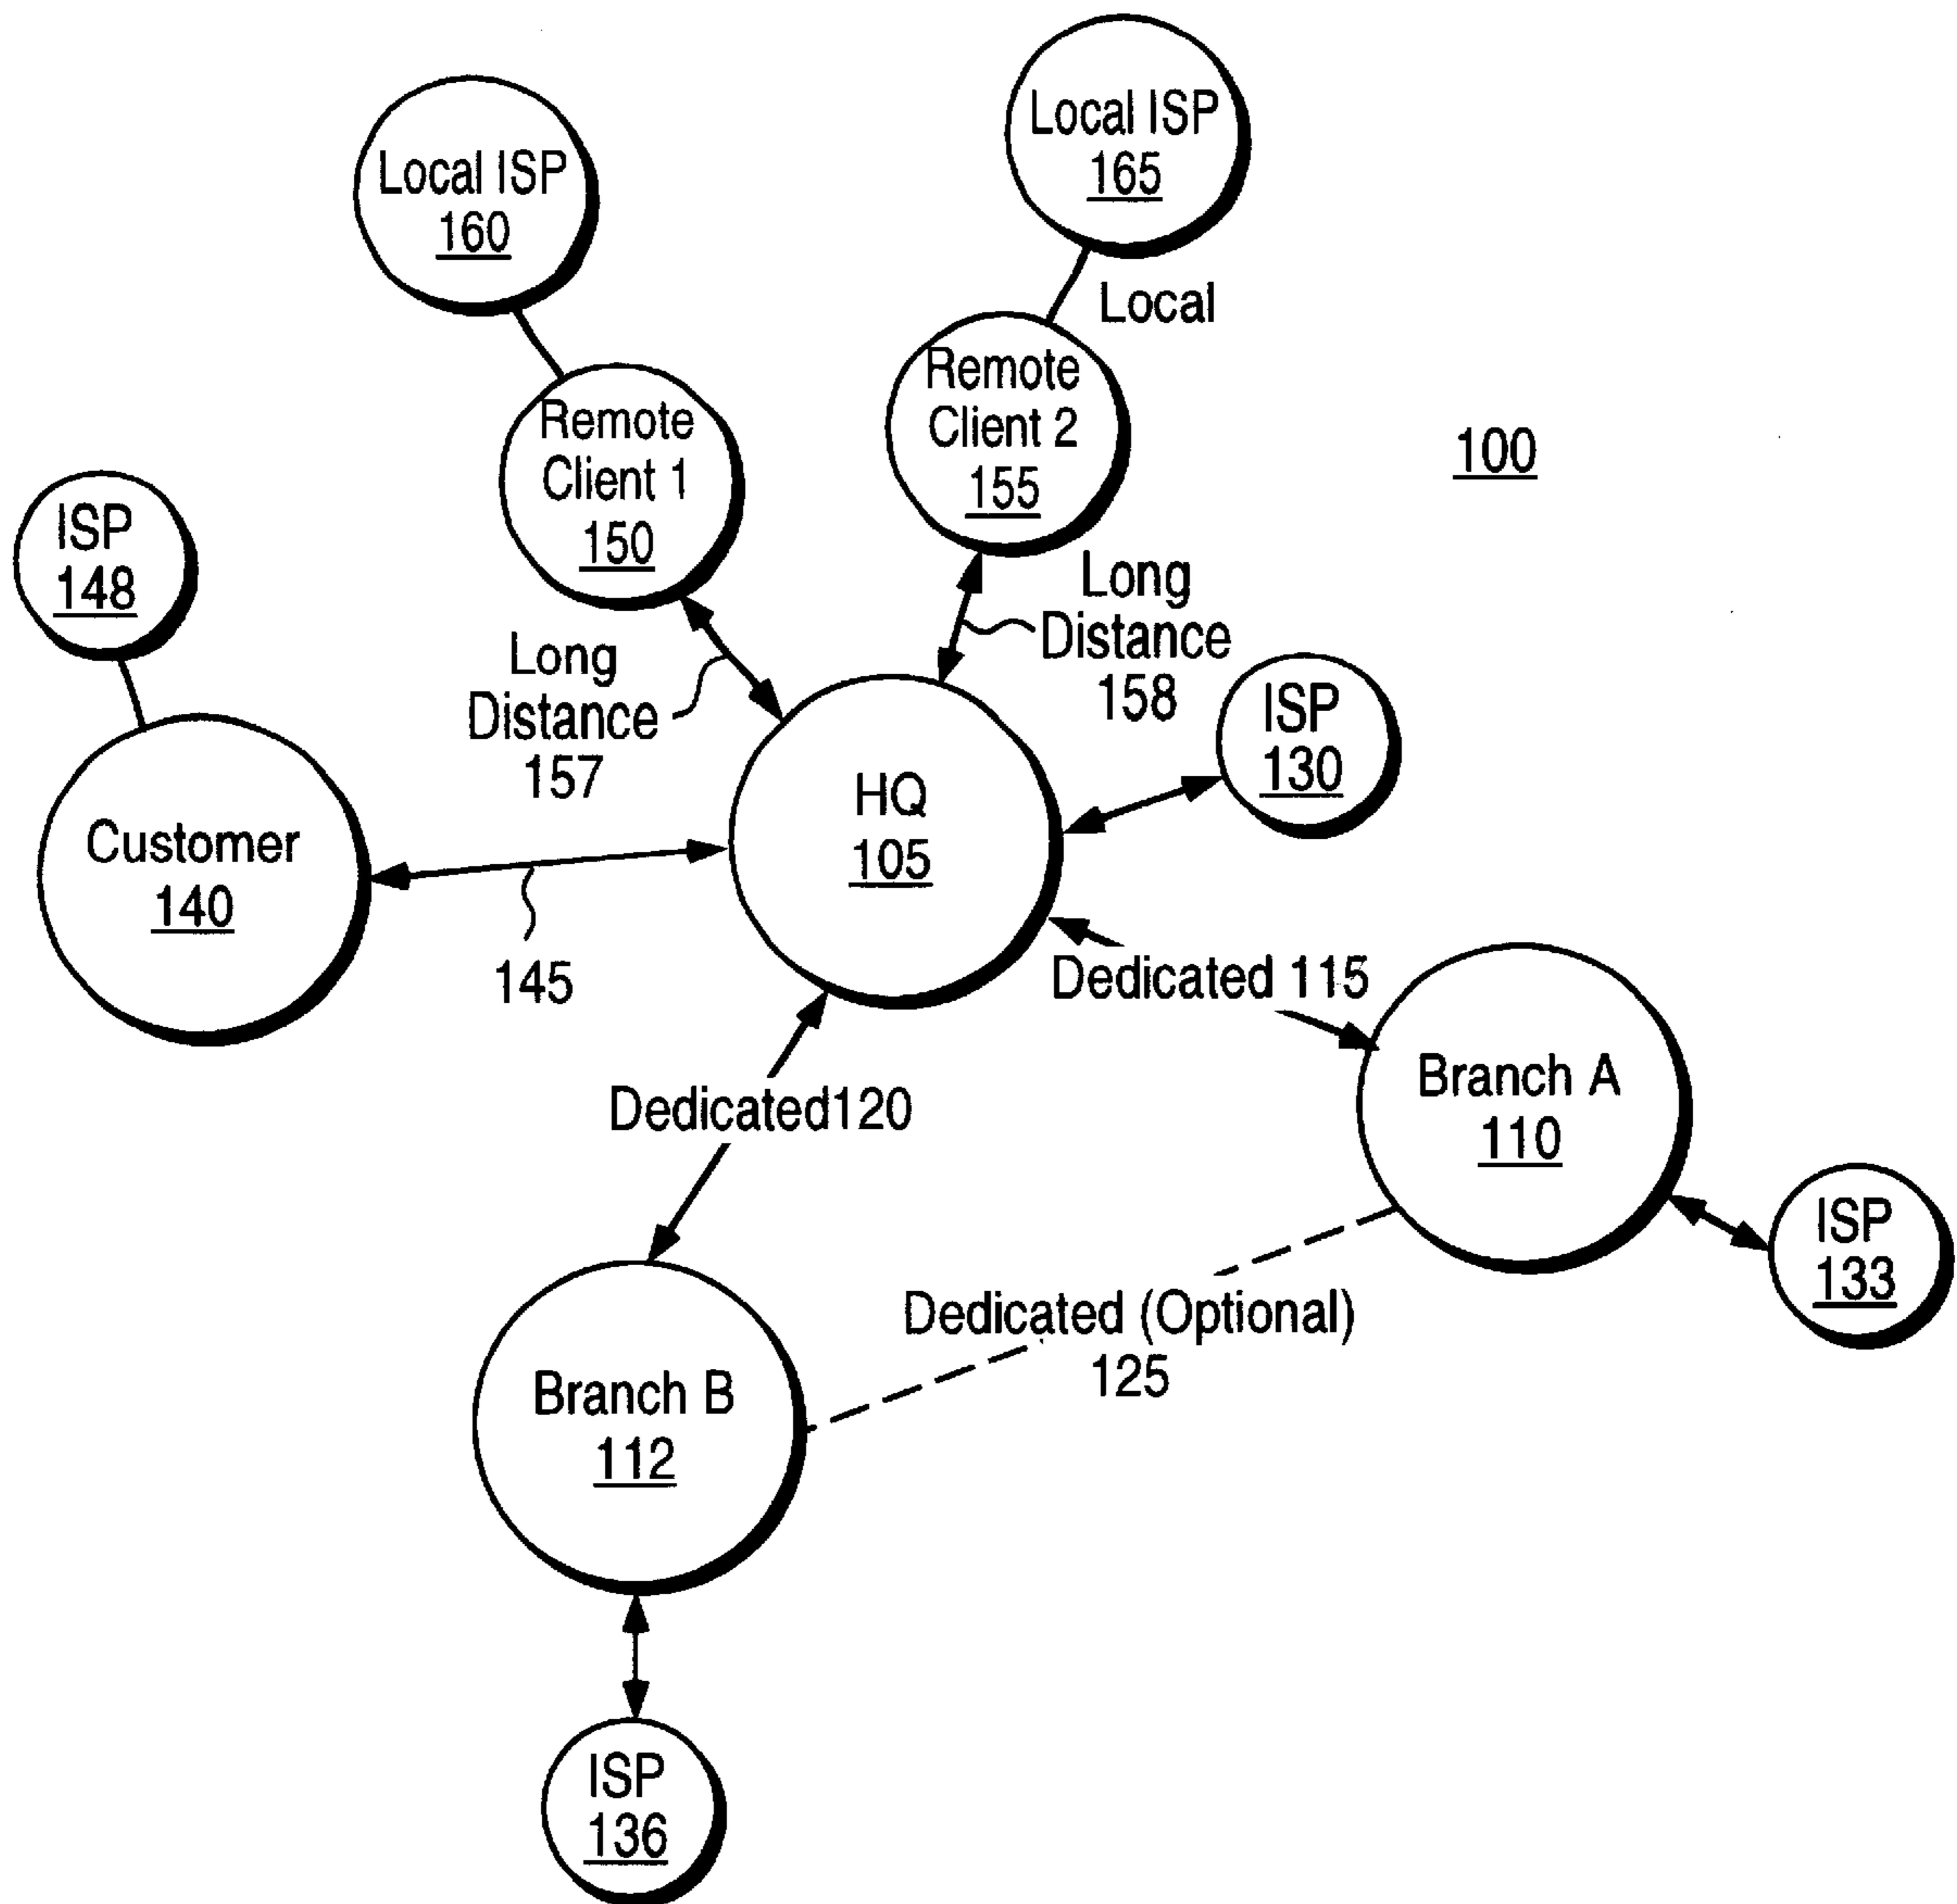 Local ISP
165
Local ISP
160
Local
Remote
Client 2
155
Remote
Client 1
150
100
ISP
148
Long
Distance
158
Long
Distance
157
ISP
130
HQ
105
Customer
140
145
Dedicated 115
Branch A
110
Dedicated120
ISP
133
Dedicated (Optional)
125
Branch B
112
ISP
136